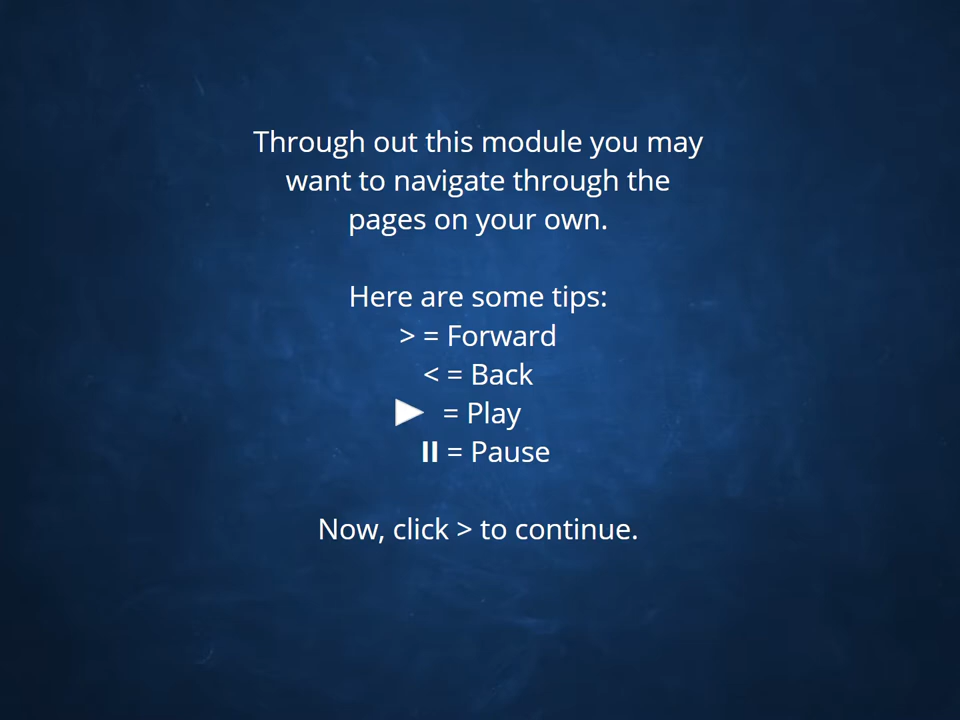 Through out this module you may
want to navigate through the
pages on your own.
Here are some tips:
> = Forward
< = Back
▶ = Play
II = Pause
Now, click > to continue.